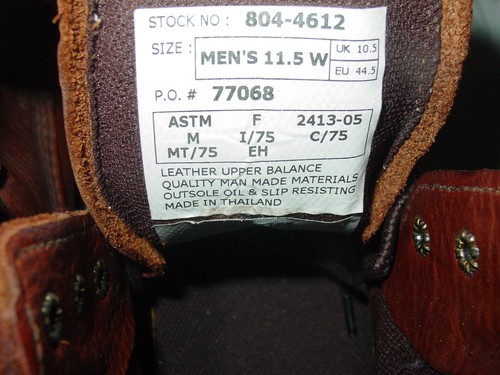 STOCK NO : 804-4612
SIZE : MEN'S 11.5 W UK 10.5
EU 44.5
P.O. # 77068
ASTM F 2413-05
M I/75 C/75
MT/75 EH
LEATHER UPPER BALANCE
QUALITY MAN MADE MATERIALS
OUTSOLE OIL & SLIP RESISTING
MADE IN THAILAND